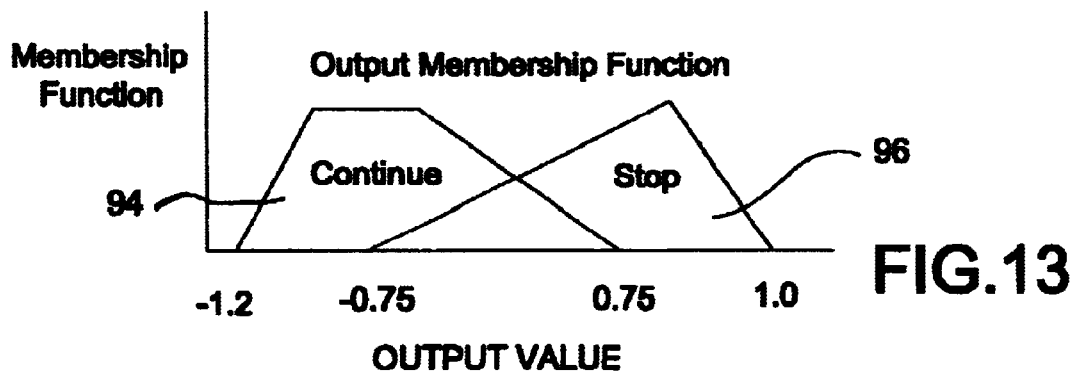 Membership
Function
Output Membership Function
Continue
Stop
94
96
-1.2
-0.75
0.75
1.0
OUTPUT VALUE
FIG.13